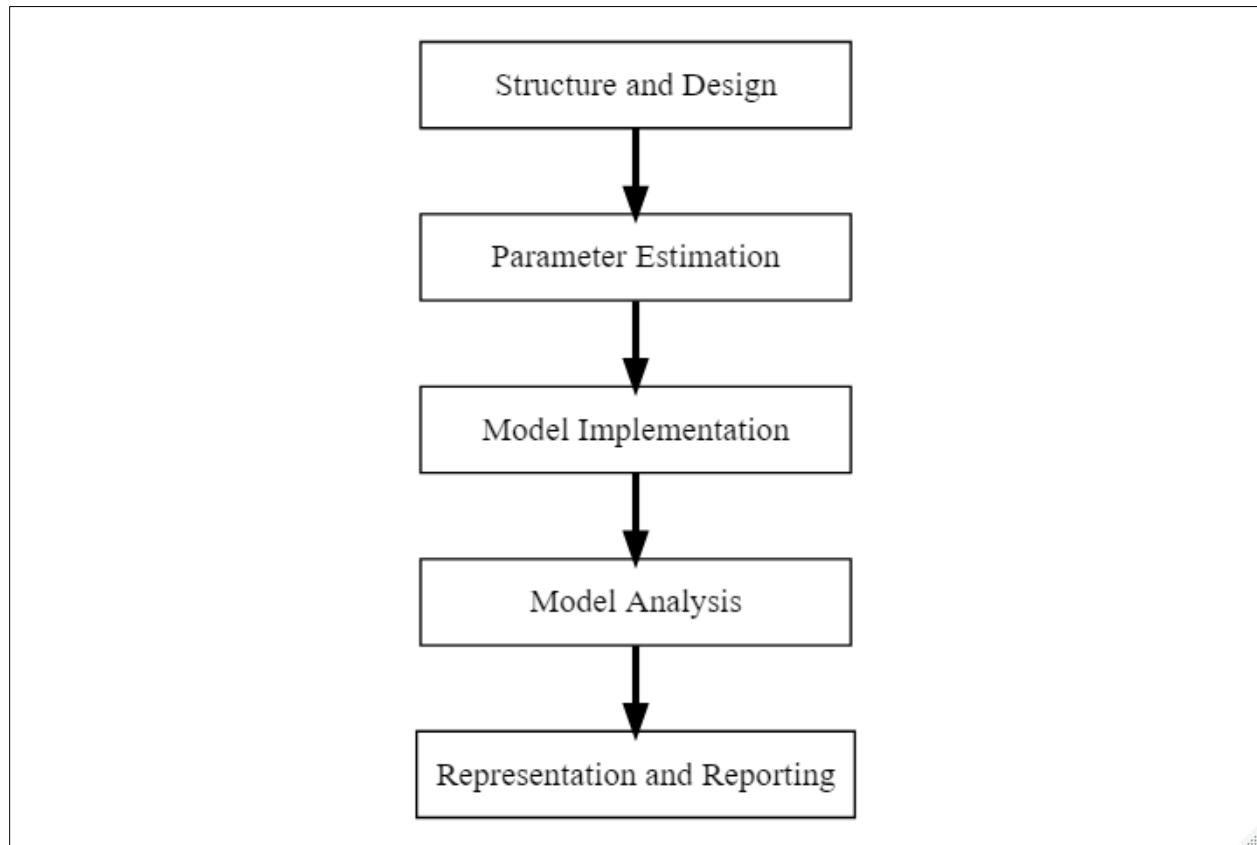 Structure and Design
Parameter Estimation
Model Implementation
Model Analysis
Representation and Reporting